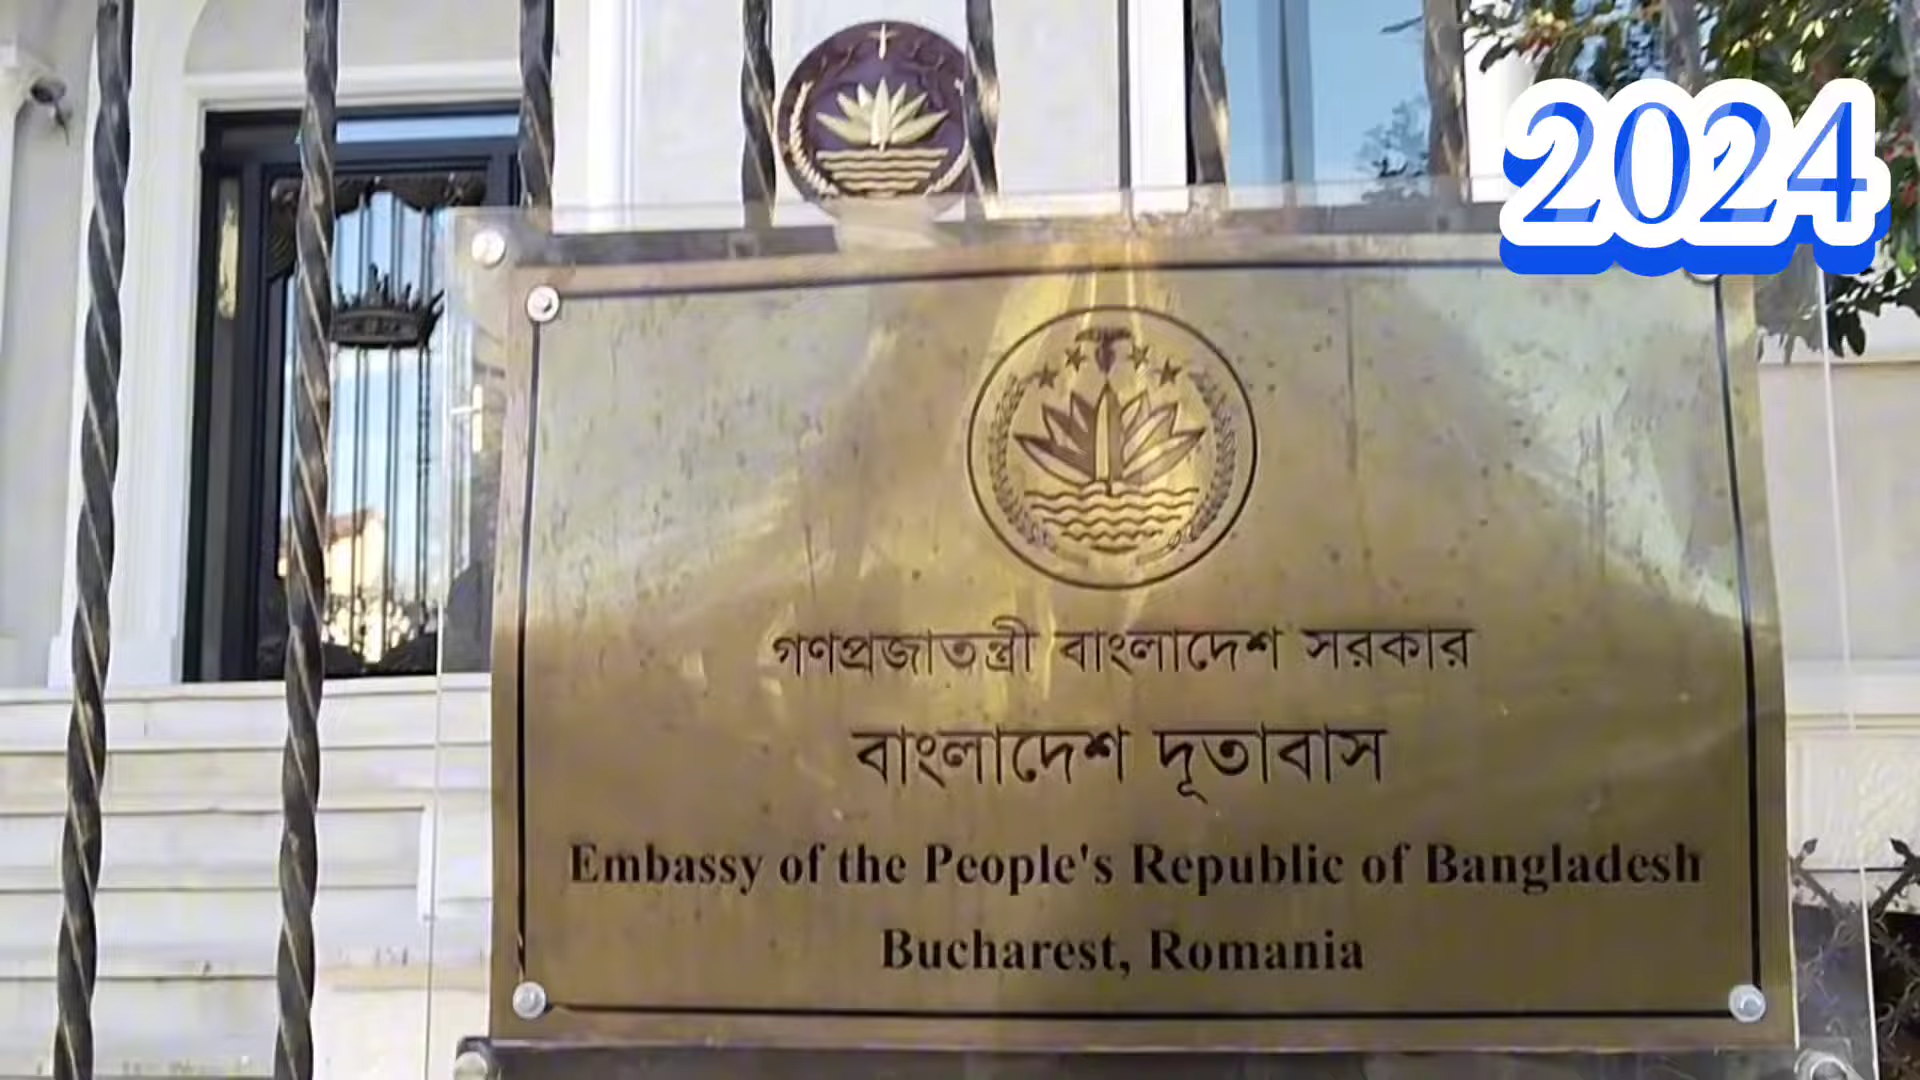 2024
গণপ্রজাতন্ত্রী বাংলাদেশ সরকার
বাংলাদেশ দূতাবাস
Embassy of the People's Republic of Bangladesh
Bucharest, Romania